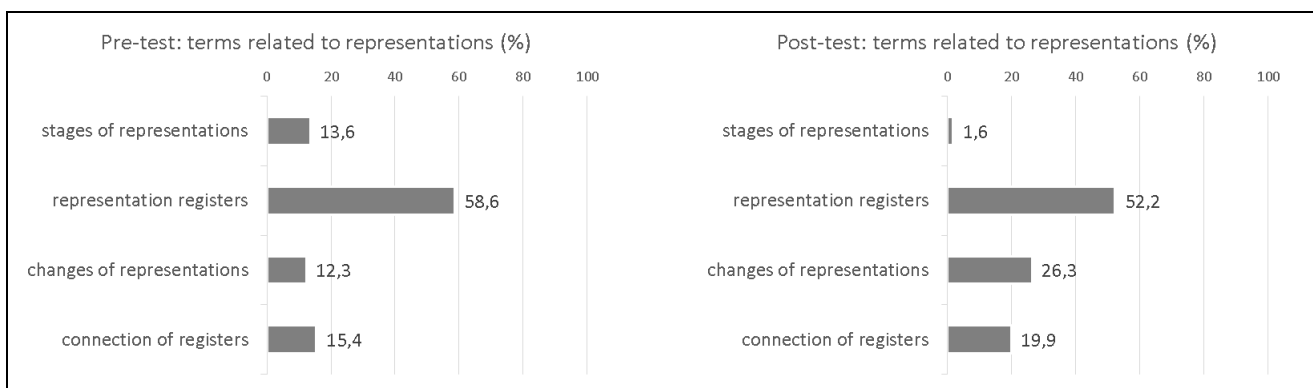 Pre-test: terms related to representations (%)
0 20 40 60 80 100
stages of representations 13,6
representation registers 58,6
changes of representations 12,3
connection of registers 15,4
Post-test: terms related to representations (%)
0 20 40 60 80 100
stages of representations 1,6
representation registers 52,2
changes of representations 26,3
connection of registers 19,9